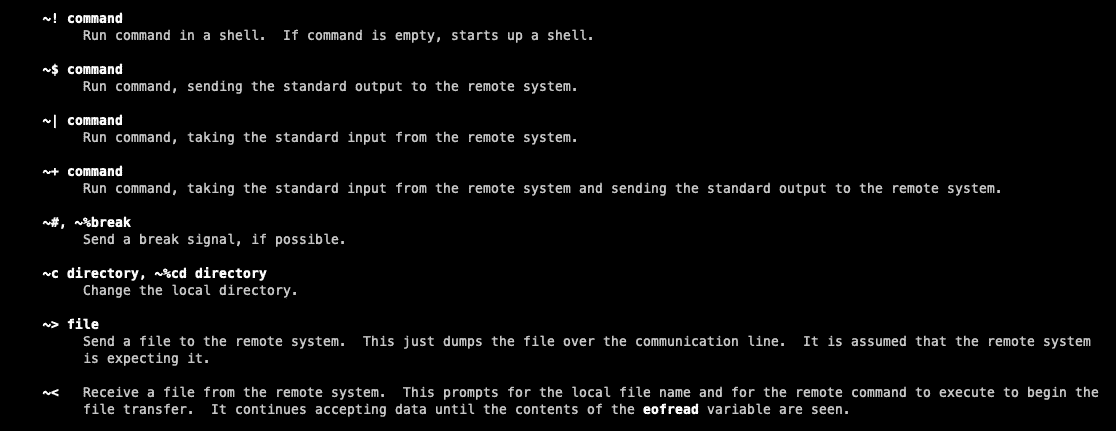 ~! command
Run command in a shell.  If command is empty, starts up a shell.
~$ command
Run command, sending the standard output to the remote system.
~| command
Run command, taking the standard input from the remote system.
~+ command
Run command, taking the standard input from the remote system and sending the standard output to the remote system.
~#, ~%break
Send a break signal, if possible.
~c directory, ~%cd directory
Change the local directory.
~> file
Send a file to the remote system.  This just dumps the file over the communication line.  It is assumed that the remote system
is expecting it.
~<   Receive a file from the remote system.  This prompts for the local file name and for the remote command to execute to begin the
file transfer.  It continues accepting data until the contents of the eofread variable are seen.